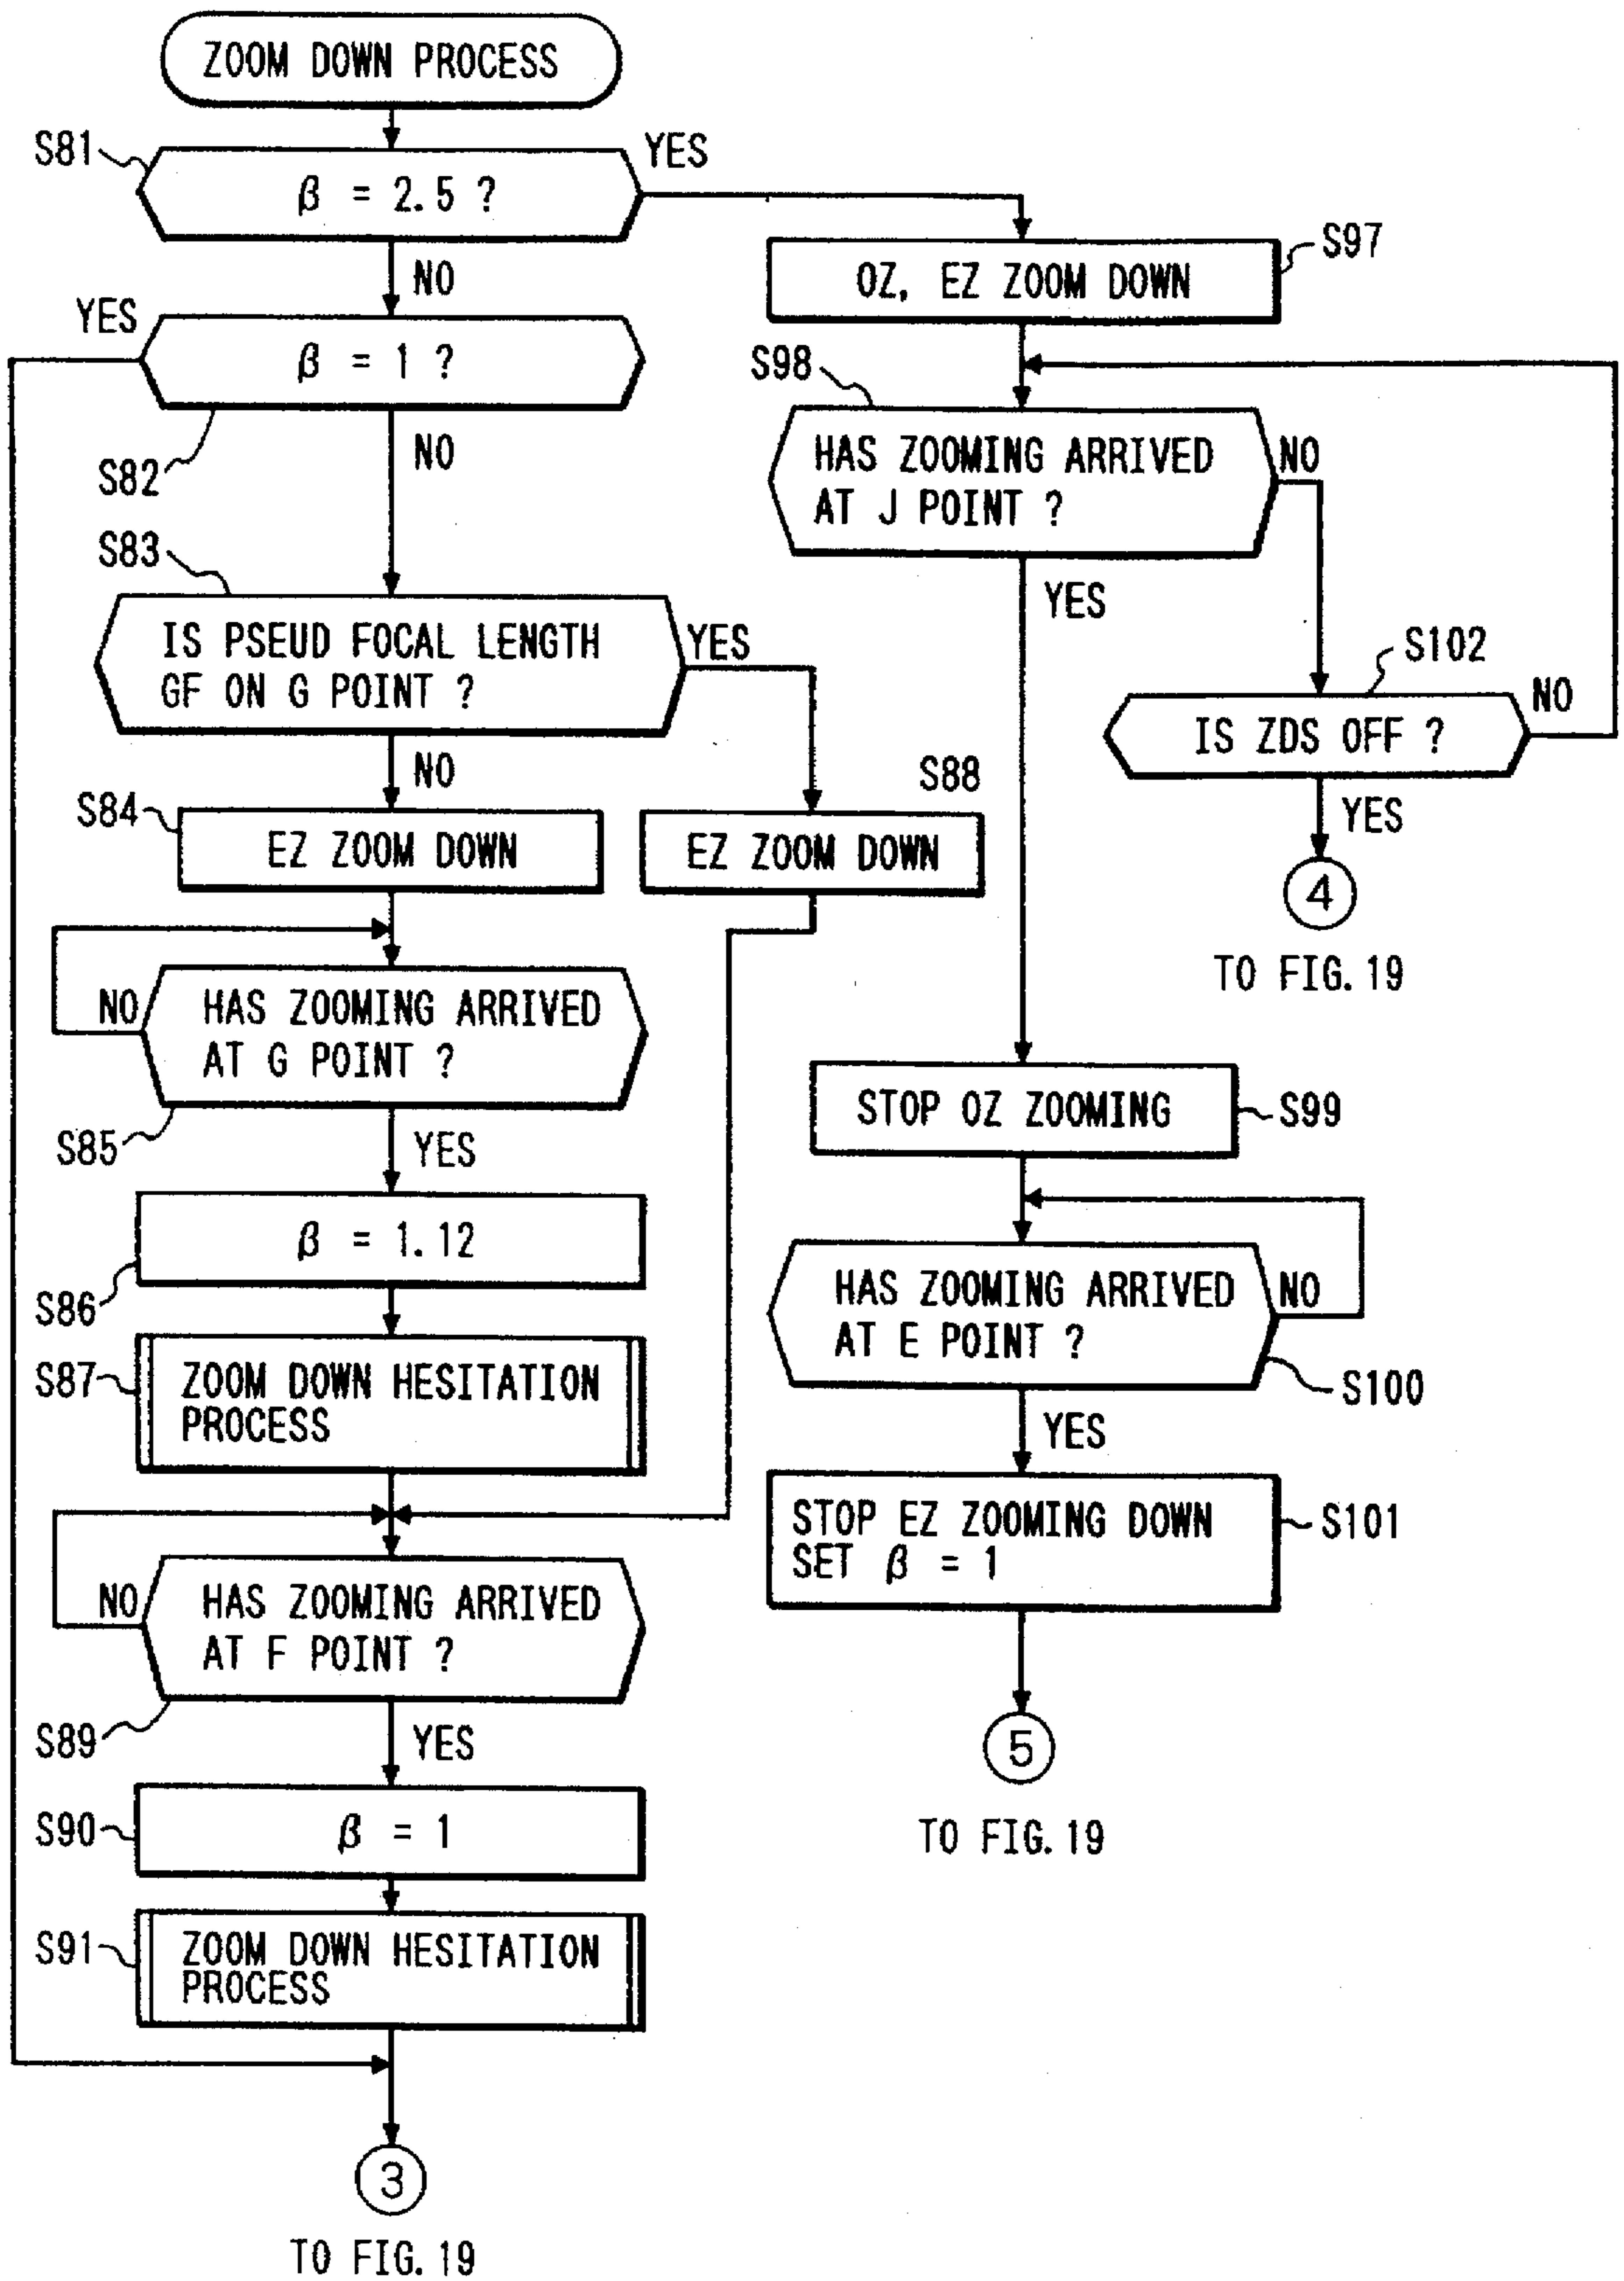 ZOOM DOWN PROCESS
S81
β = 2.5 ?
YES
NO
S82
β = 1 ?
YES
NO
S83
IS PSEUD FOCAL LENGTH
GF ON G POINT ?
YES
NO
S84
EZ ZOOM DOWN
S88
EZ ZOOM DOWN
NO
HAS ZOOMING ARRIVED
AT G POINT ?
S85
YES
β = 1.12
S86
S87
ZOOM DOWN HESITATION
PROCESS
NO
HAS ZOOMING ARRIVED
AT F POINT ?
S89
YES
S90
β = 1
S91
ZOOM DOWN HESITATION
PROCESS
3
TO FIG. 19
S97
OZ, EZ ZOOM DOWN
S98
HAS ZOOMING ARRIVED
AT J POINT ?
NO
YES
S102
IS ZDS OFF ?
NO
YES
4
TO FIG. 19
STOP OZ ZOOMING
S99
HAS ZOOMING ARRIVED
AT E POINT ?
NO
S100
YES
STOP EZ ZOOMING DOWN
SET β = 1
S101
5
TO FIG. 19